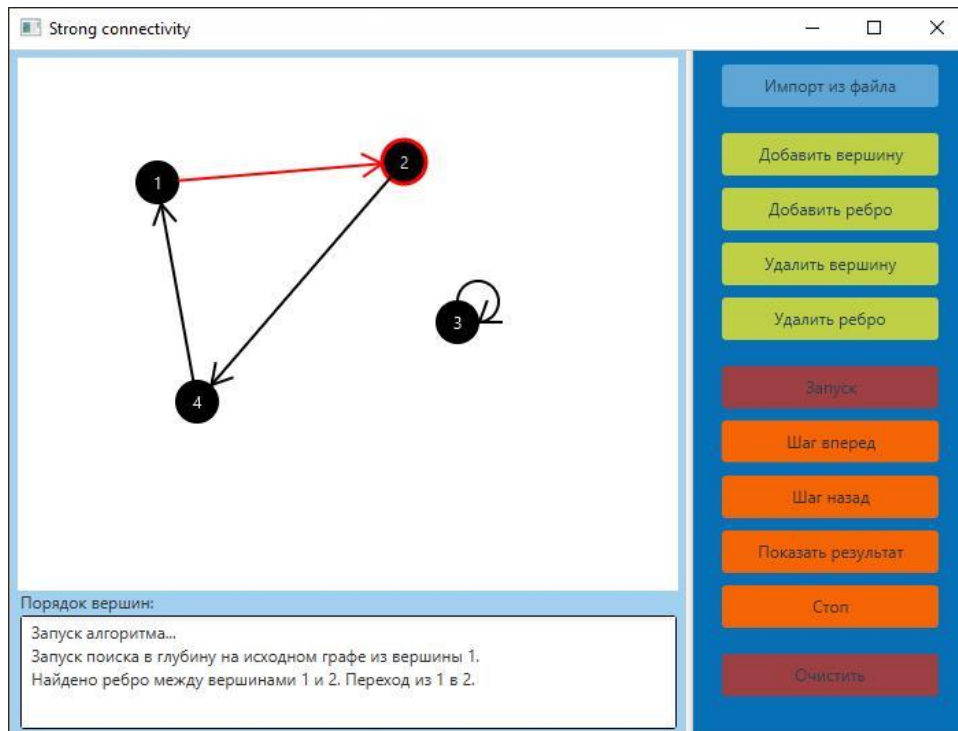 Strong connectivity
1
2
3
4
Порядок вершин:
Запуск алгоритма...
Запуск поиска в глубину на исходном графе из вершины 1.
Найдено ребро между вершинами 1 и 2. Переход из 1 в 2.
Импорт из файла
Добавить вершину
Добавить ребро
Удалить вершину
Удалить ребро
Запуск
Шаг вперед
Шаг назад
Показать результат
Стоп
Очистить